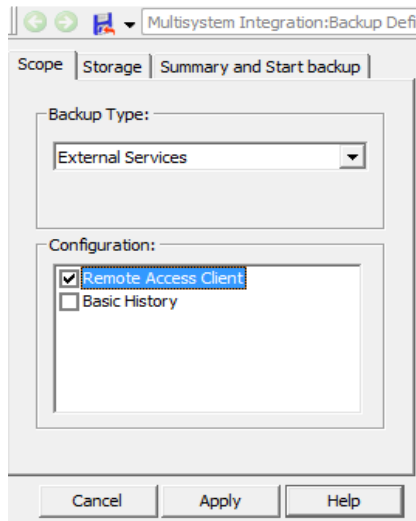 Multisystem Integration:Backup Defi
Scope Storage Summary and Start backup
Backup Type:
External Services
Configuration:
Remote Access Client
Basic History
Cancel Apply Help